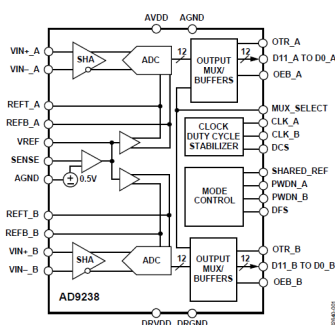 AVDD AGND
VIN+_A
VIN–_A
SHA
ADC
12
OUTPUT
MUX/
BUFFERS
12
OTR_A
D11_A TO D0_A
OEB_A
REFT_A
REFB_A
VREF
SENSE
AGND
0.5V
MUX_SELECT
CLOCK
DUTY CYCLE
STABILIZER
CLK_A
CLK_B
DCS
MODE
CONTROL
SHARED_REF
PWDN_A
PWDN_B
DFS
REFT_B
REFB_B
VIN+_B
VIN–_B
SHA
ADC
12
OUTPUT
MUX/
BUFFERS
12
OTR_B
D11_B TO D0_B
OEB_B
AD9238
DRVDD DRGND